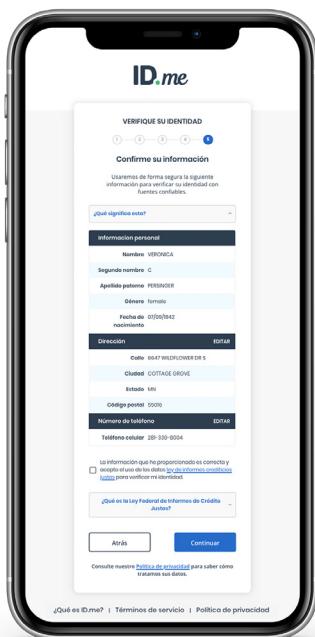 ID.me
VERIFIQUE SU IDENTIDAD
1 2 3 4 5
Confirme su información
Usaremos de forma segura la siguiente
información para verificar su identidad con
fuentes confiables.
¿Qué significa esto?
Informacion personal
Nombre VERONICA
Segundo nombre C
Apellido paterno PERSINGER
Género female
Fecha de 07/09/1942
nacimiento
Dirección EDITAR
Calle 6647 WILDFLOWER DR S
Ciudad COTTAGE GROVE
Estado MN
Código postal 55016
Número de teléfono EDITAR
Teléfono celular 281-330-8004
La información que he proporcionado es correcta y
acepto el uso de los datos ley de informes crediticios
justos para verificar mi identidad.
¿Qué es la Ley Federal de Informes de Crédito
Justos?
Atrás Continuar
Consulte nuestro Política de privacidad para saber cómo
tratamos sus datos.
¿Qué es ID.me? | Términos de servicio | Política de privacidad